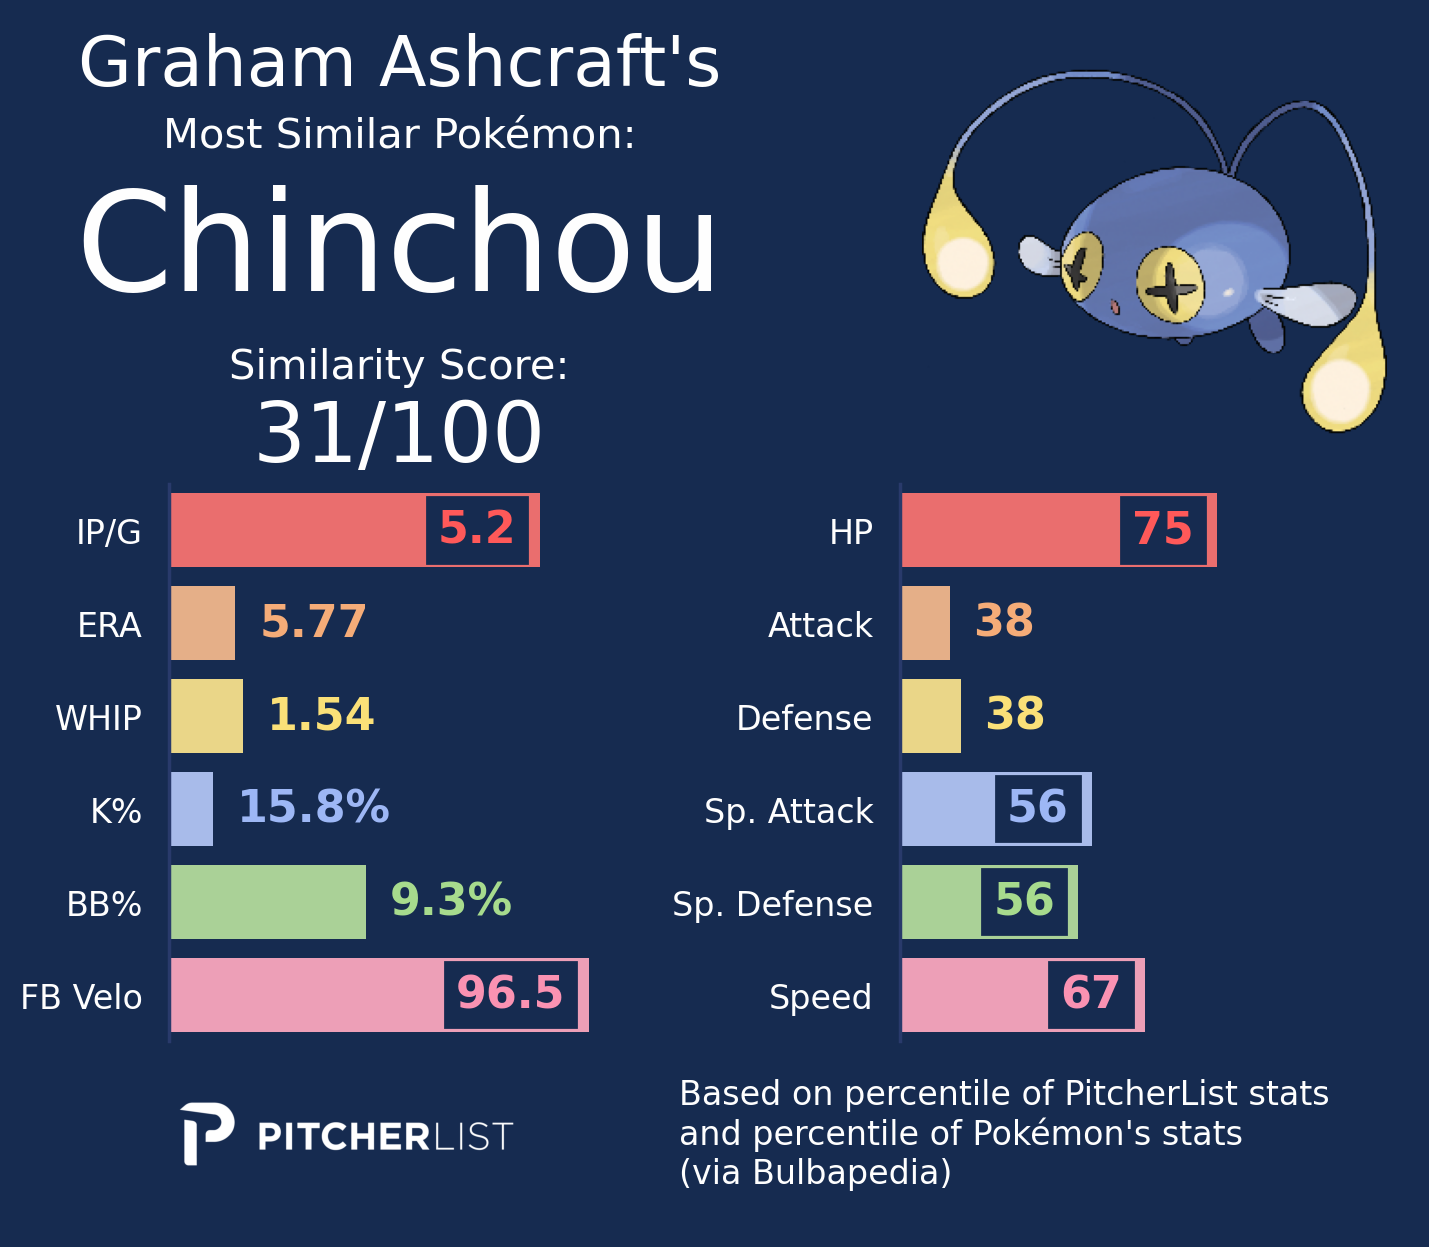 Graham Ashcraft's
Most Similar Pokémon:
Chinchou
Similarity Score:
31/100
IP/G 5.2
ERA 5.77
WHIP 1.54
K% 15.8%
BB% 9.3%
FB Velo 96.5
HP 75
Attack 38
Defense 38
Sp. Attack 56
Sp. Defense 56
Speed 67
PITCHERLIST
Based on percentile of PitcherList stats
and percentile of Pokémon's stats
(via Bulbapedia)